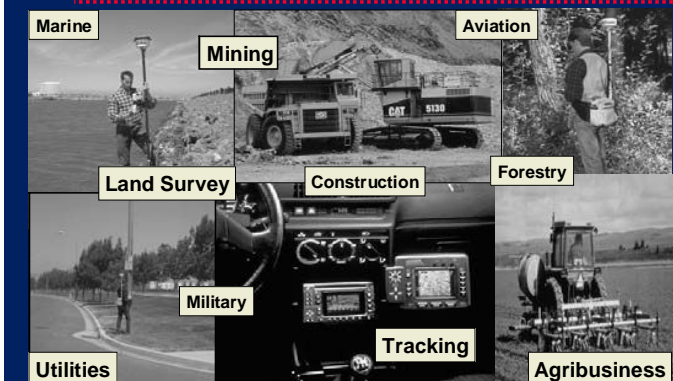 Marine
Aviation
Mining
CAT
5130
Land Survey
Construction
Forestry
Military
Tracking
Utilities
Agribusiness